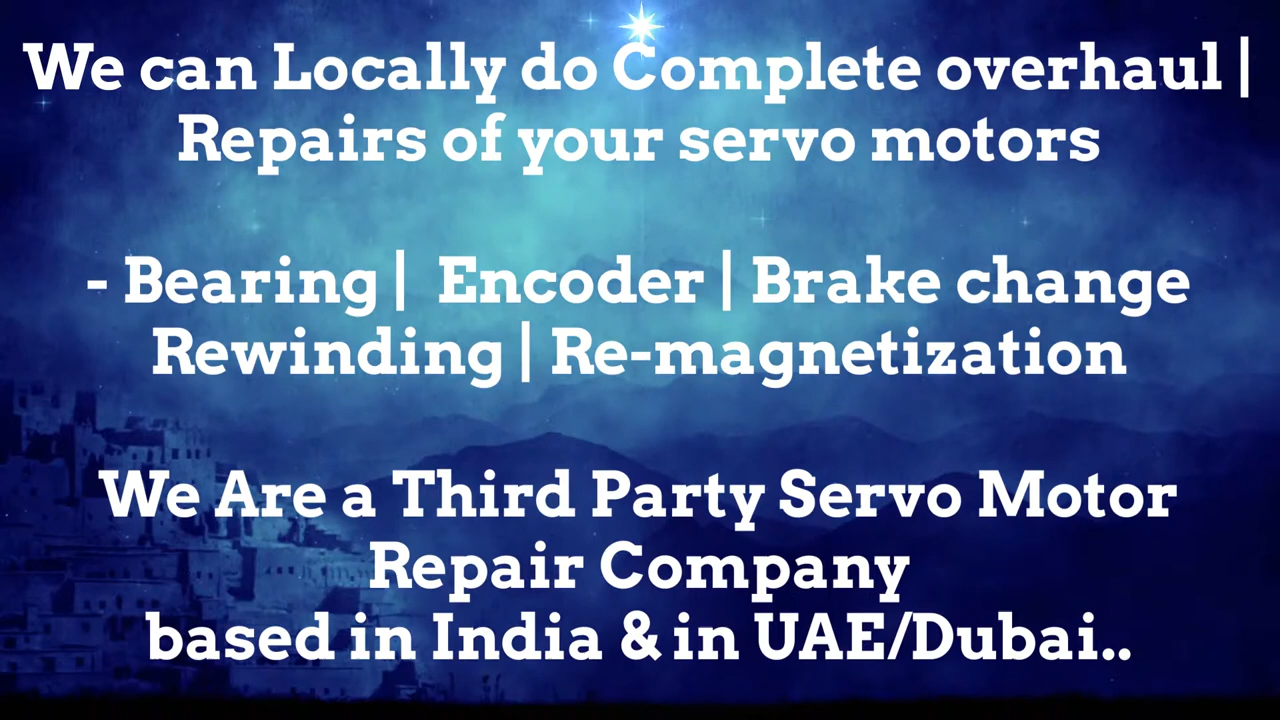 We can Locally do Complete overhaul |
Repairs of your servo motors
- Bearing | Encoder | Brake change
Rewinding | Re-magnetization
We Are a Third Party Servo Motor
Repair Company
based in India & in UAE/Dubai..